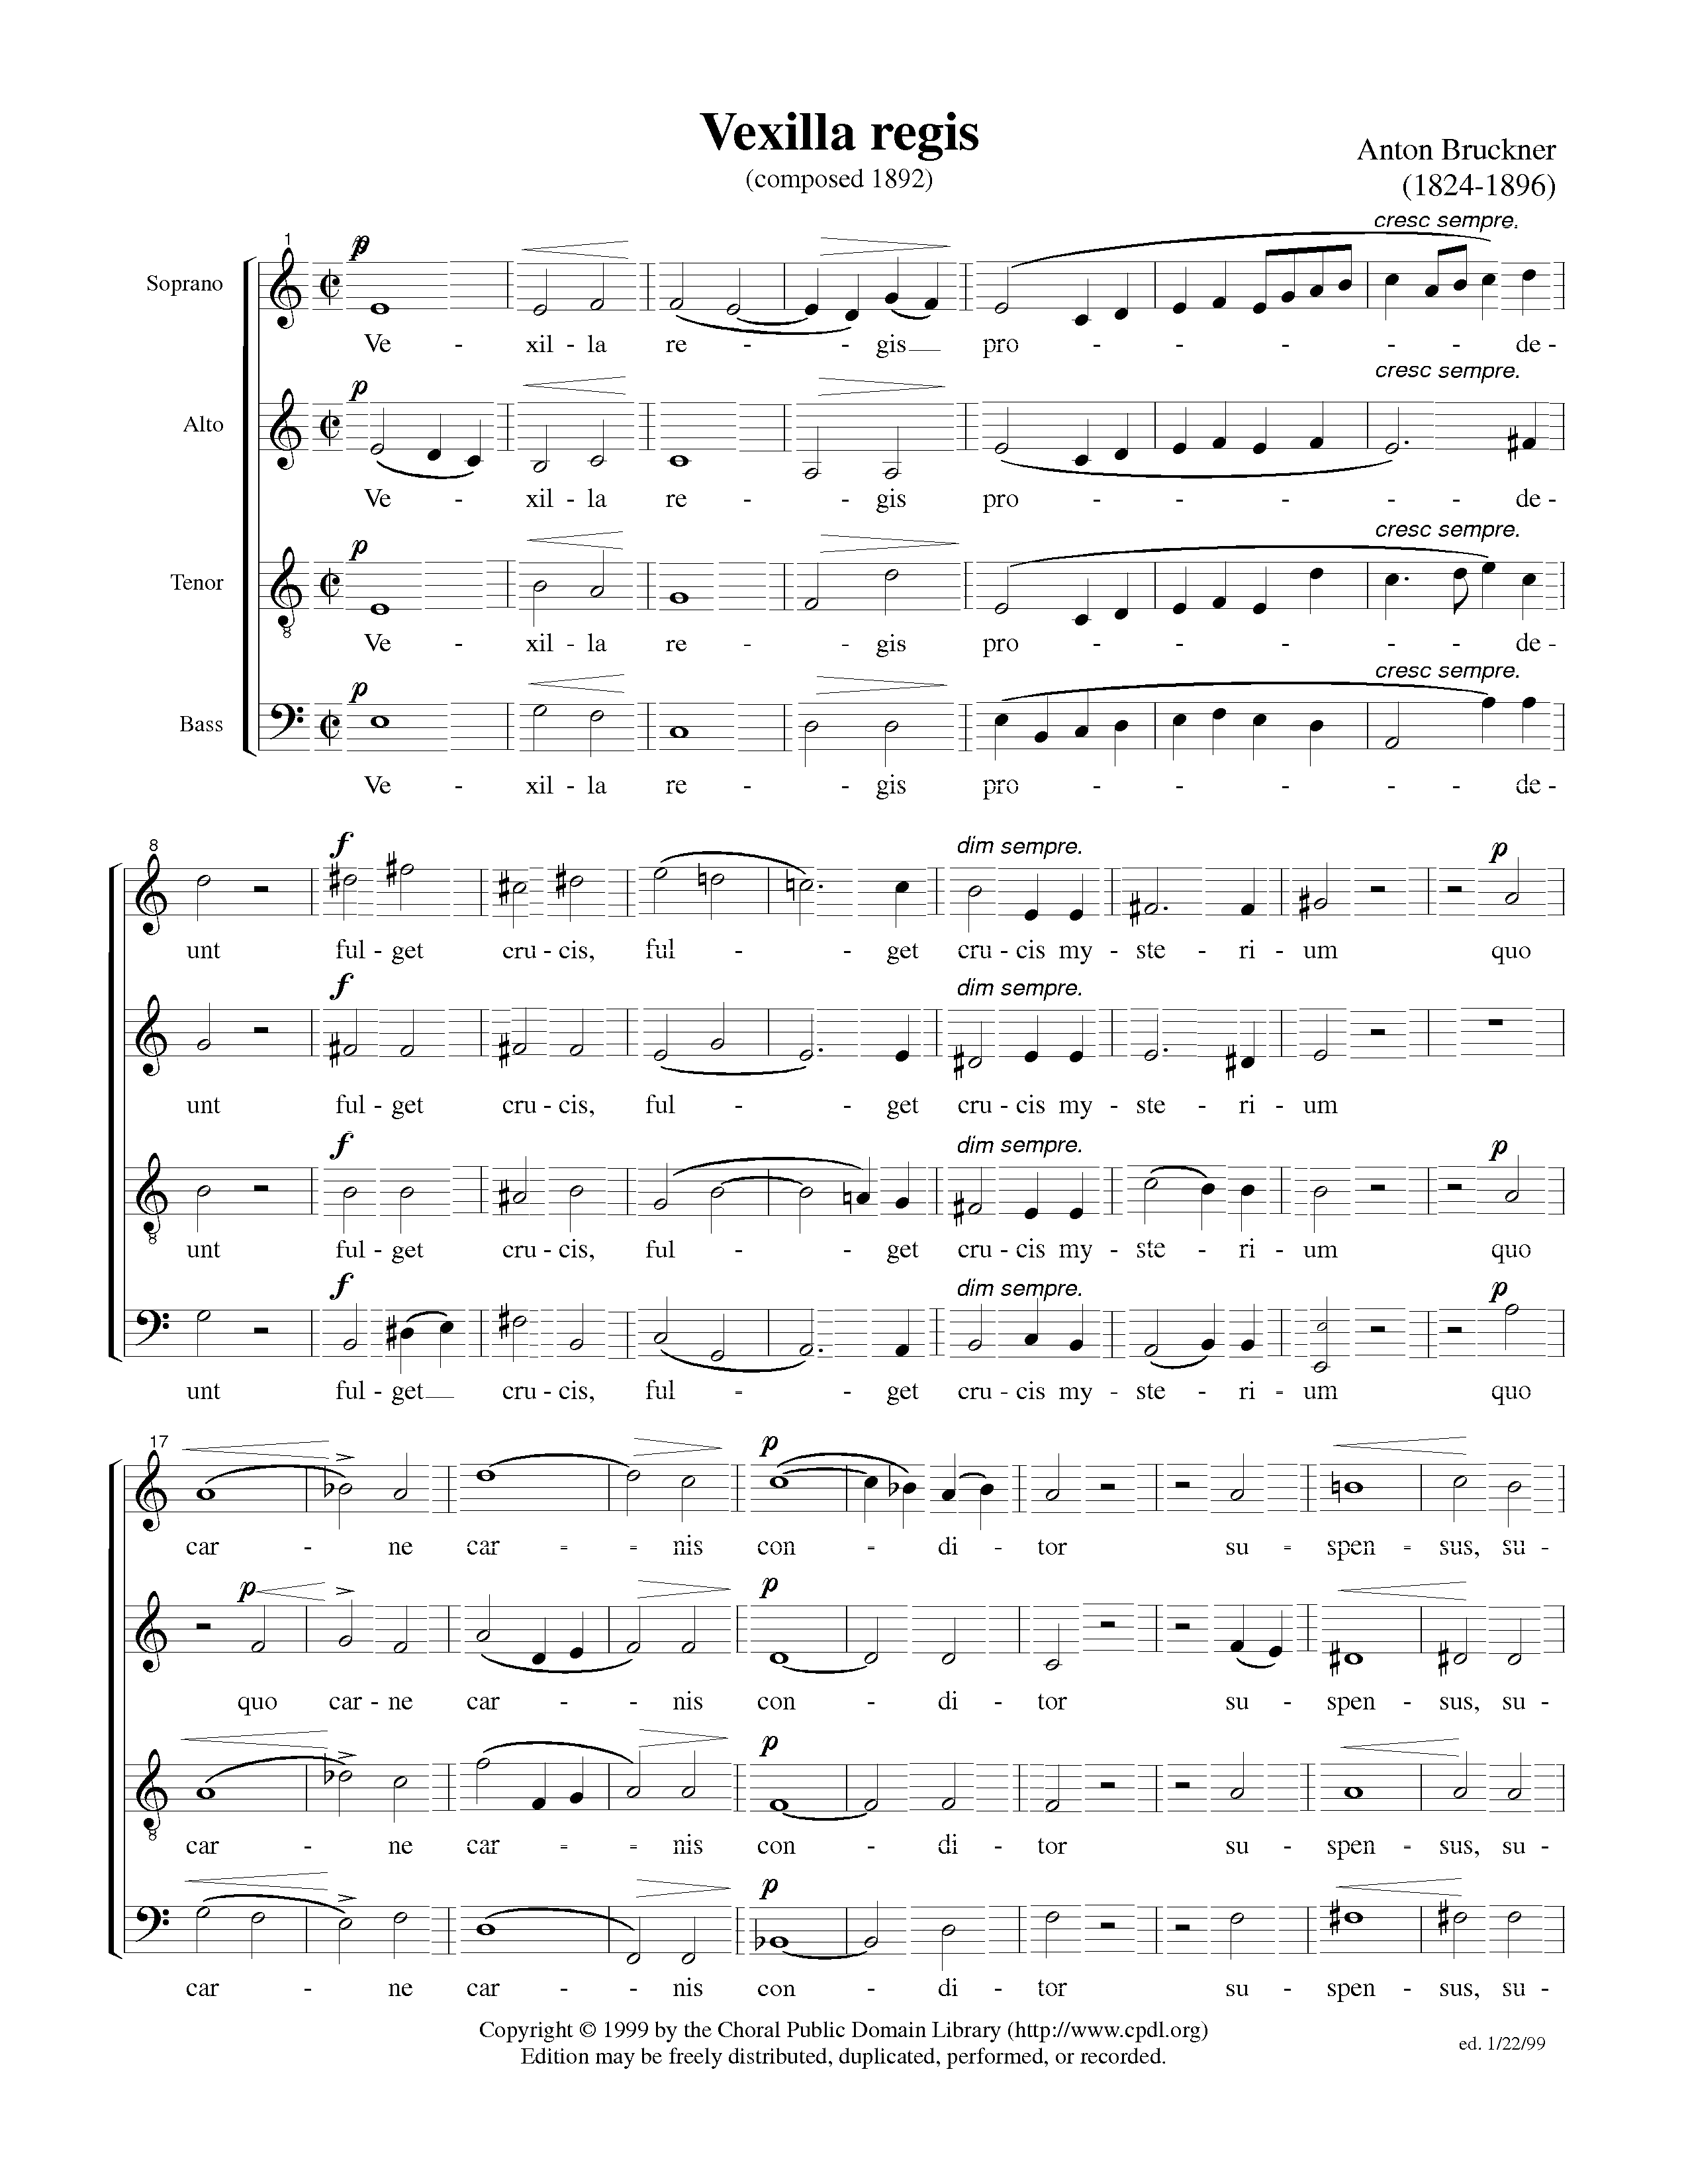 Vexilla regis
(composed 1892)
Anton Bruckner
(1824-1896)
cresc sempre.
1
p
Soprano
Ve - xil - la re - - gis pro - - - - - de -
cresc sempre.
p
Alto
Ve - xil - la re - - gis pro - - - - - de -
cresc sempre.
p
Tenor
Ve - xil - la re - - gis pro - - - - - de -
cresc sempre.
p
Bass
Ve - xil - la re - - gis pro - - - - - de -
8
f dim sempre. p
unt ful - get cru - cis, ful - - get cru - cis my - ste - ri - um quo
f dim sempre.
unt ful - get cru - cis, ful - - get cru - cis my - ste - ri - um
f dim sempre. p
8
unt ful - get cru - cis, ful - - get cru - cis my - ste - ri - um quo
f dim sempre. p
unt ful - get cru - cis, ful - - get cru - cis my - ste - ri - um quo
17
p
car - ne car - - nis con - di - tor su - spen - sus, su -
p p
quo car - ne car - - nis con - di - tor su - spen - sus, su -
p
8
car - ne car - - nis con - di - tor su - spen - sus, su -
p
car - ne car - - nis con - di - tor su - spen - sus, su -
Copyright © 1999 by the Choral Public Domain Library (http://www.cpdl.org)
Edition may be freely distributed, duplicated, performed, or recorded.
ed. 1/22/99